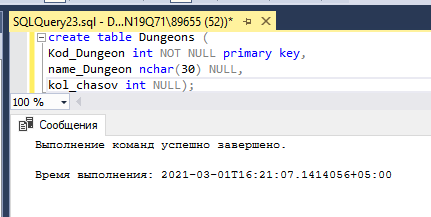 SQLQuery23.sql - D...N19Q71\89655 (52))*
create table Dungeons (
Kod_Dungeon int NOT NULL primary key,
name_Dungeon nchar(30) NULL,
kol_chasov int NULL);
100 %
Сообщения
Выполнение команд успешно завершено.
Время выполнения: 2021-03-01T16:21:07.1414056+05:00